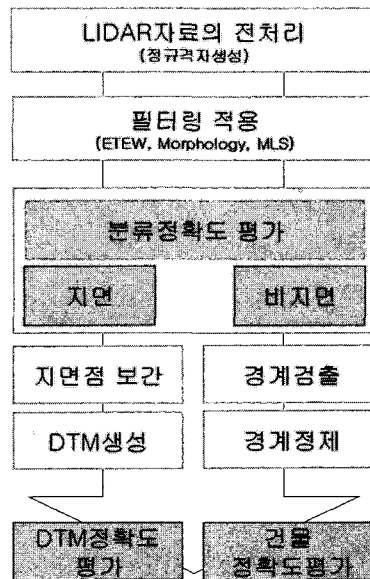 LIDAR자료의 전처리
(정규격자생성)
필터링 적용
(ETEW, Morphology, MLS)
분류정확도 평가
지면
비지면
지면점 보간
경계검출
DTM생성
경계정제
DTM정확도
평가
건물
정확도평가